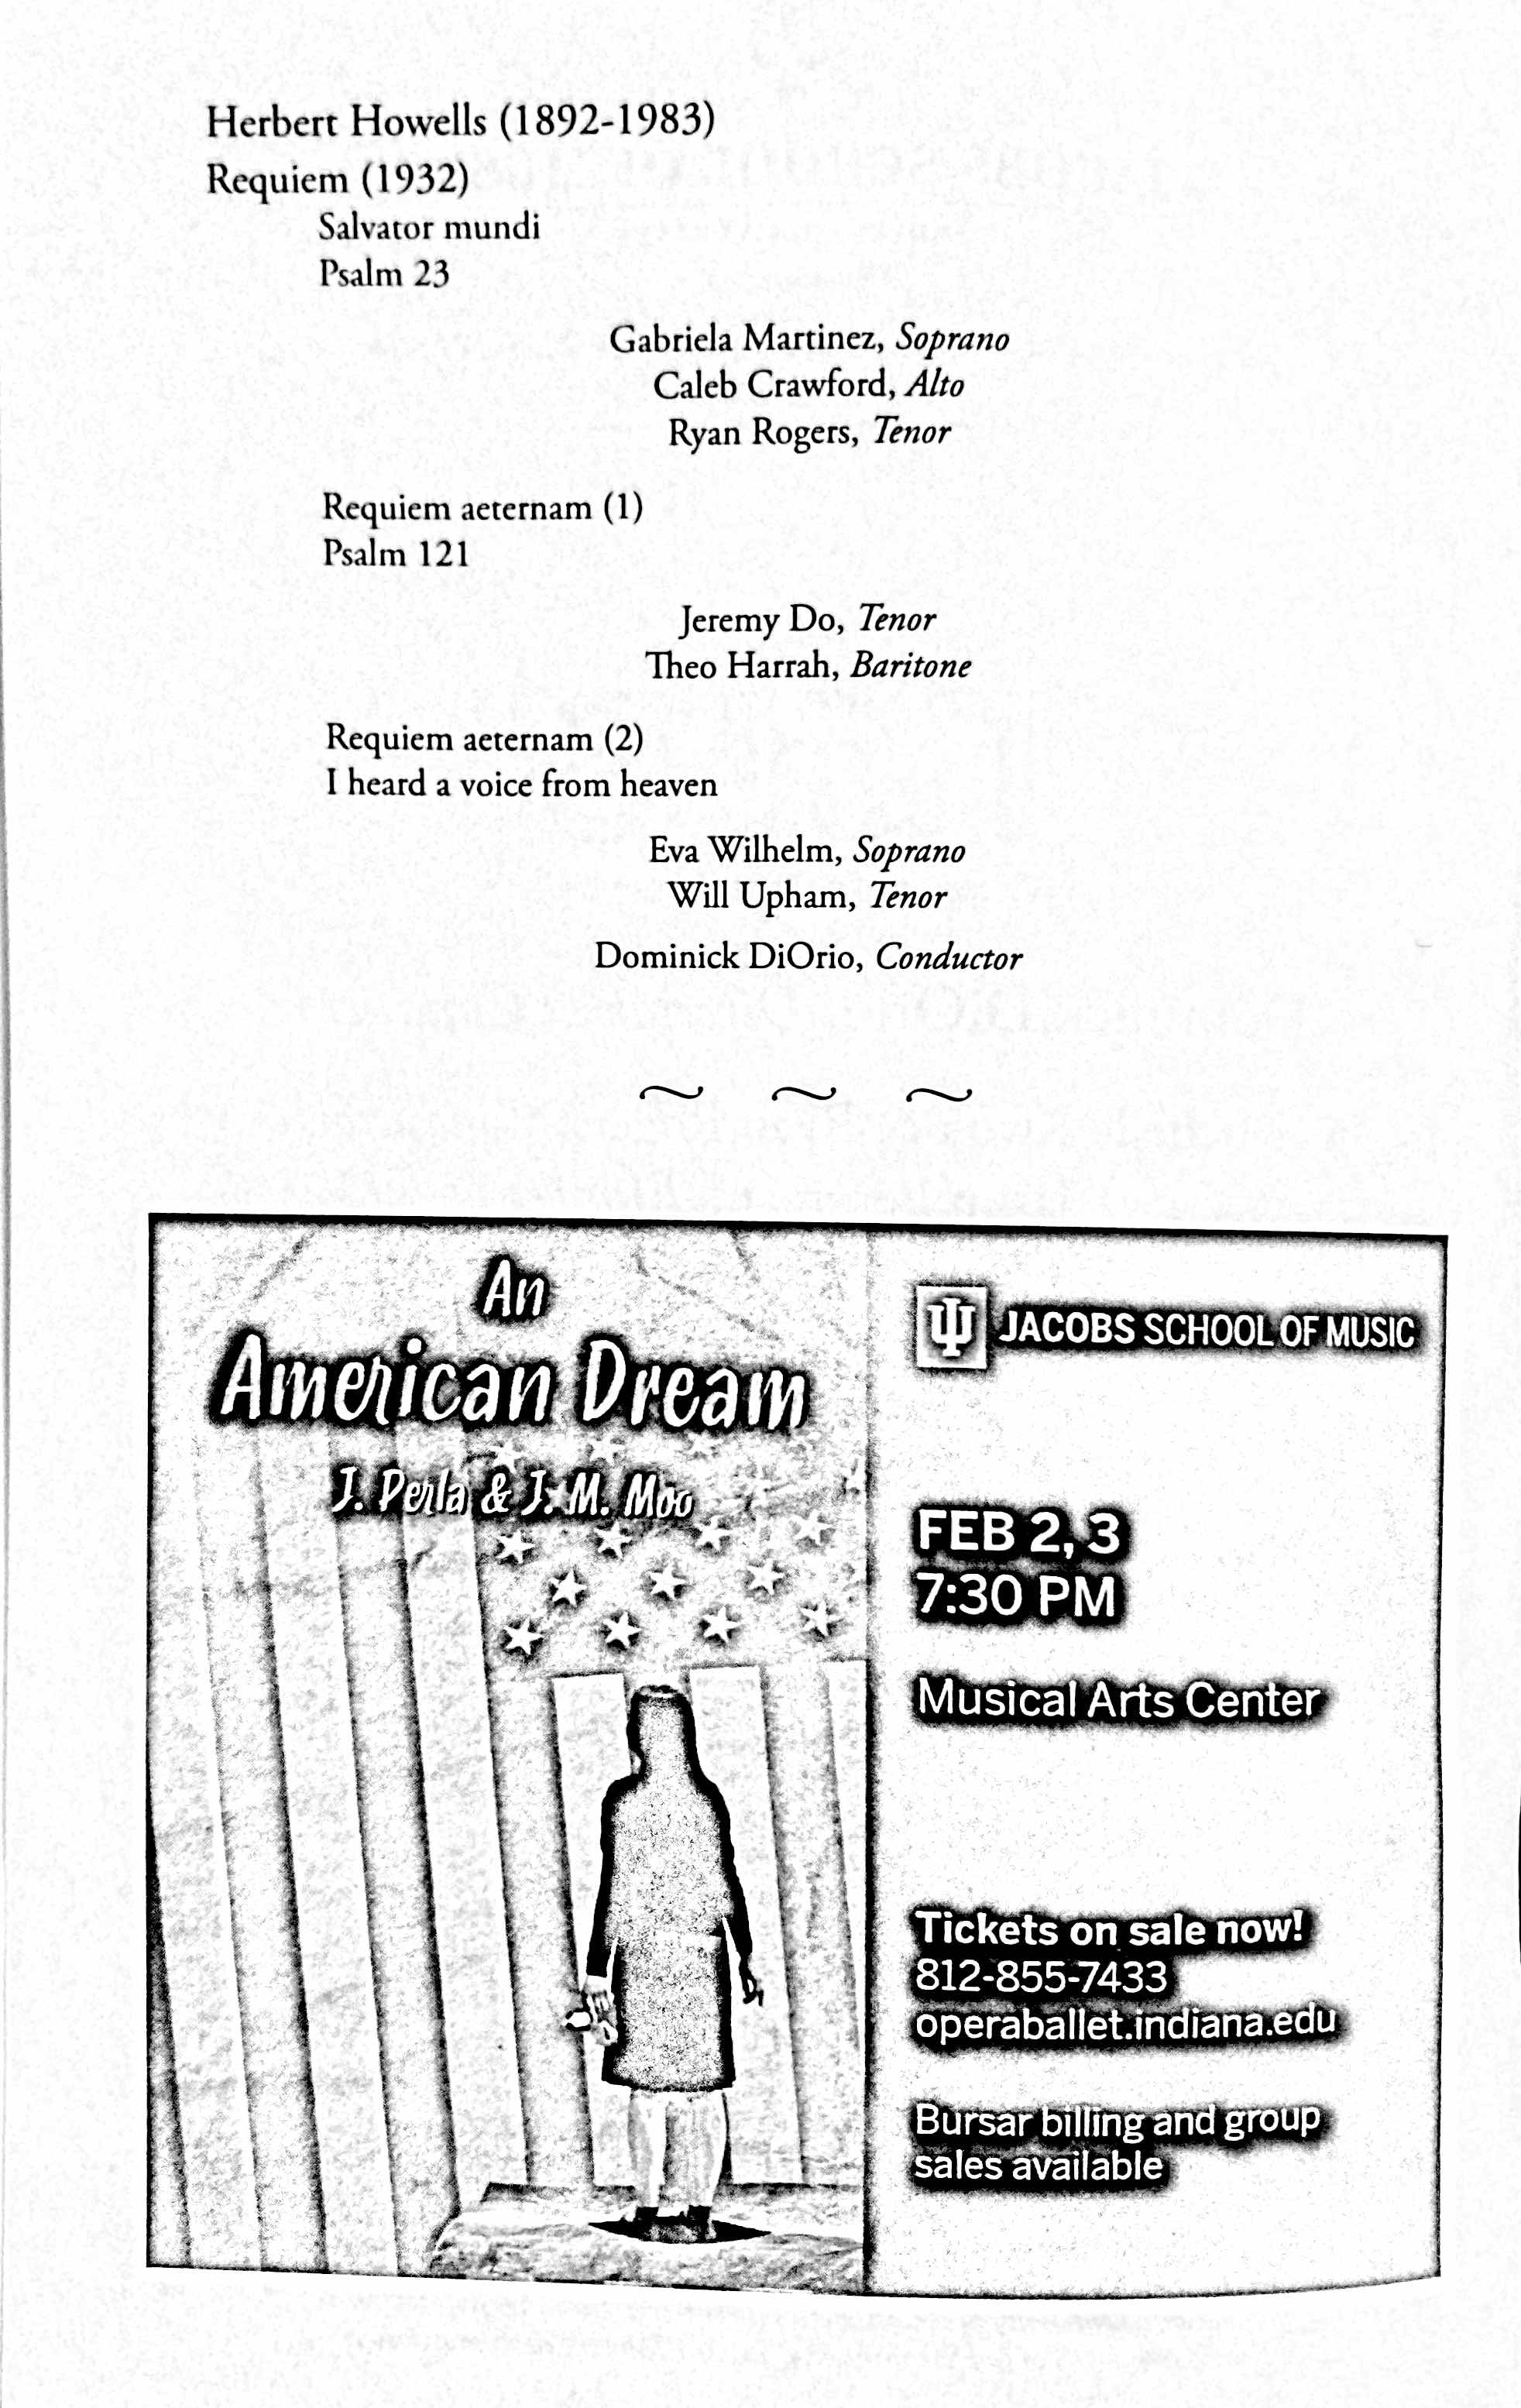 Herbert Howells (1892-1983)
Requiem (1932)
Salvator mundi
Psalm 23
Gabriela Martinez, Soprano
Caleb Crawford, Alto
Ryan Rogers, Tenor
Requiem aeternam (1)
Psalm 121
Jeremy Do, Tenor
Theo Harrah, Baritone
Requiem aeternam (2)
I heard a voice from heaven
Eva Wilhelm, Soprano
Will Upham, Tenor
Dominick DiOrio, Conductor
~ ~ ~
An
American Dream
J. Perla & J. M. Moo
JACOBS SCHOOL OF MUSIC
FEB 2, 3
7:30 PM
Musical Arts Center
Tickets on sale now!
812-855-7433
operaballet.indiana.edu
Bursar billing and group
sales available